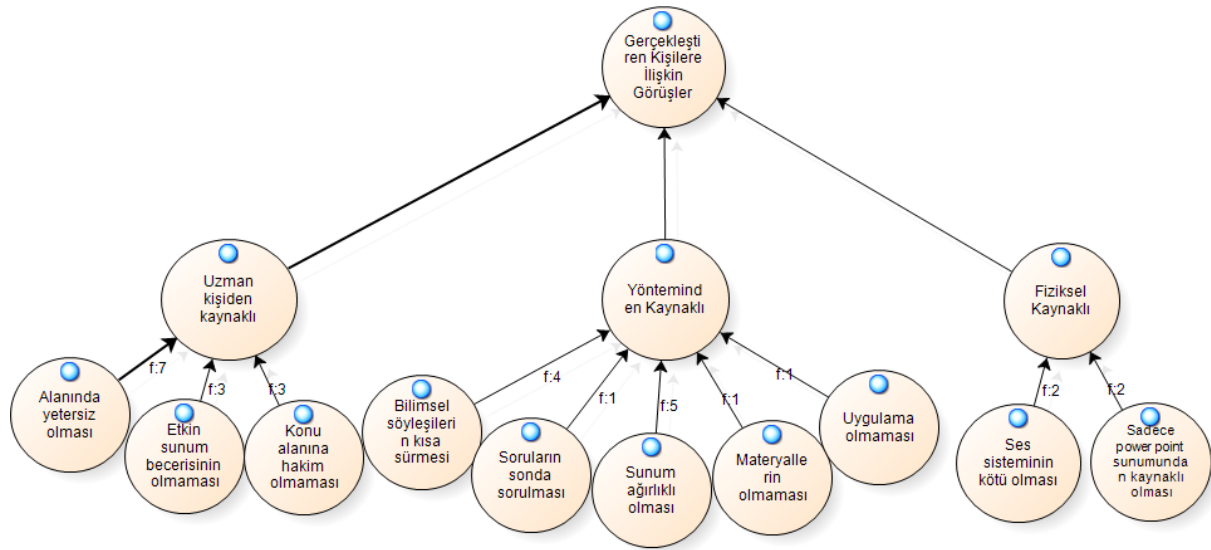 Gerçekleşti
ren Kişilere
İlişkin
Görüşler
Uzman
kişiden
kaynaklı
Yöntemind
en Kaynaklı
Fiziksel
Kaynaklı
f:7
f:3
f:3
f:4
f:1
f:5
f:1
f:1
f:2
f:2
Alanında
yetersiz
olması
Etkin
sunum
becerisinin
olmaması
Konu
alanına
hakim
olmaması
Bilimsel
söyleşileri
n kısa
sürmesi
Soruların
sonda
sorulması
Sunum
ağırlıklı
olması
Materyalle
rin olmaması
Uygulama
olmaması
Ses
sisteminin
kötü olması
Sadece
power point
sunumunda
n kaynaklı
olması